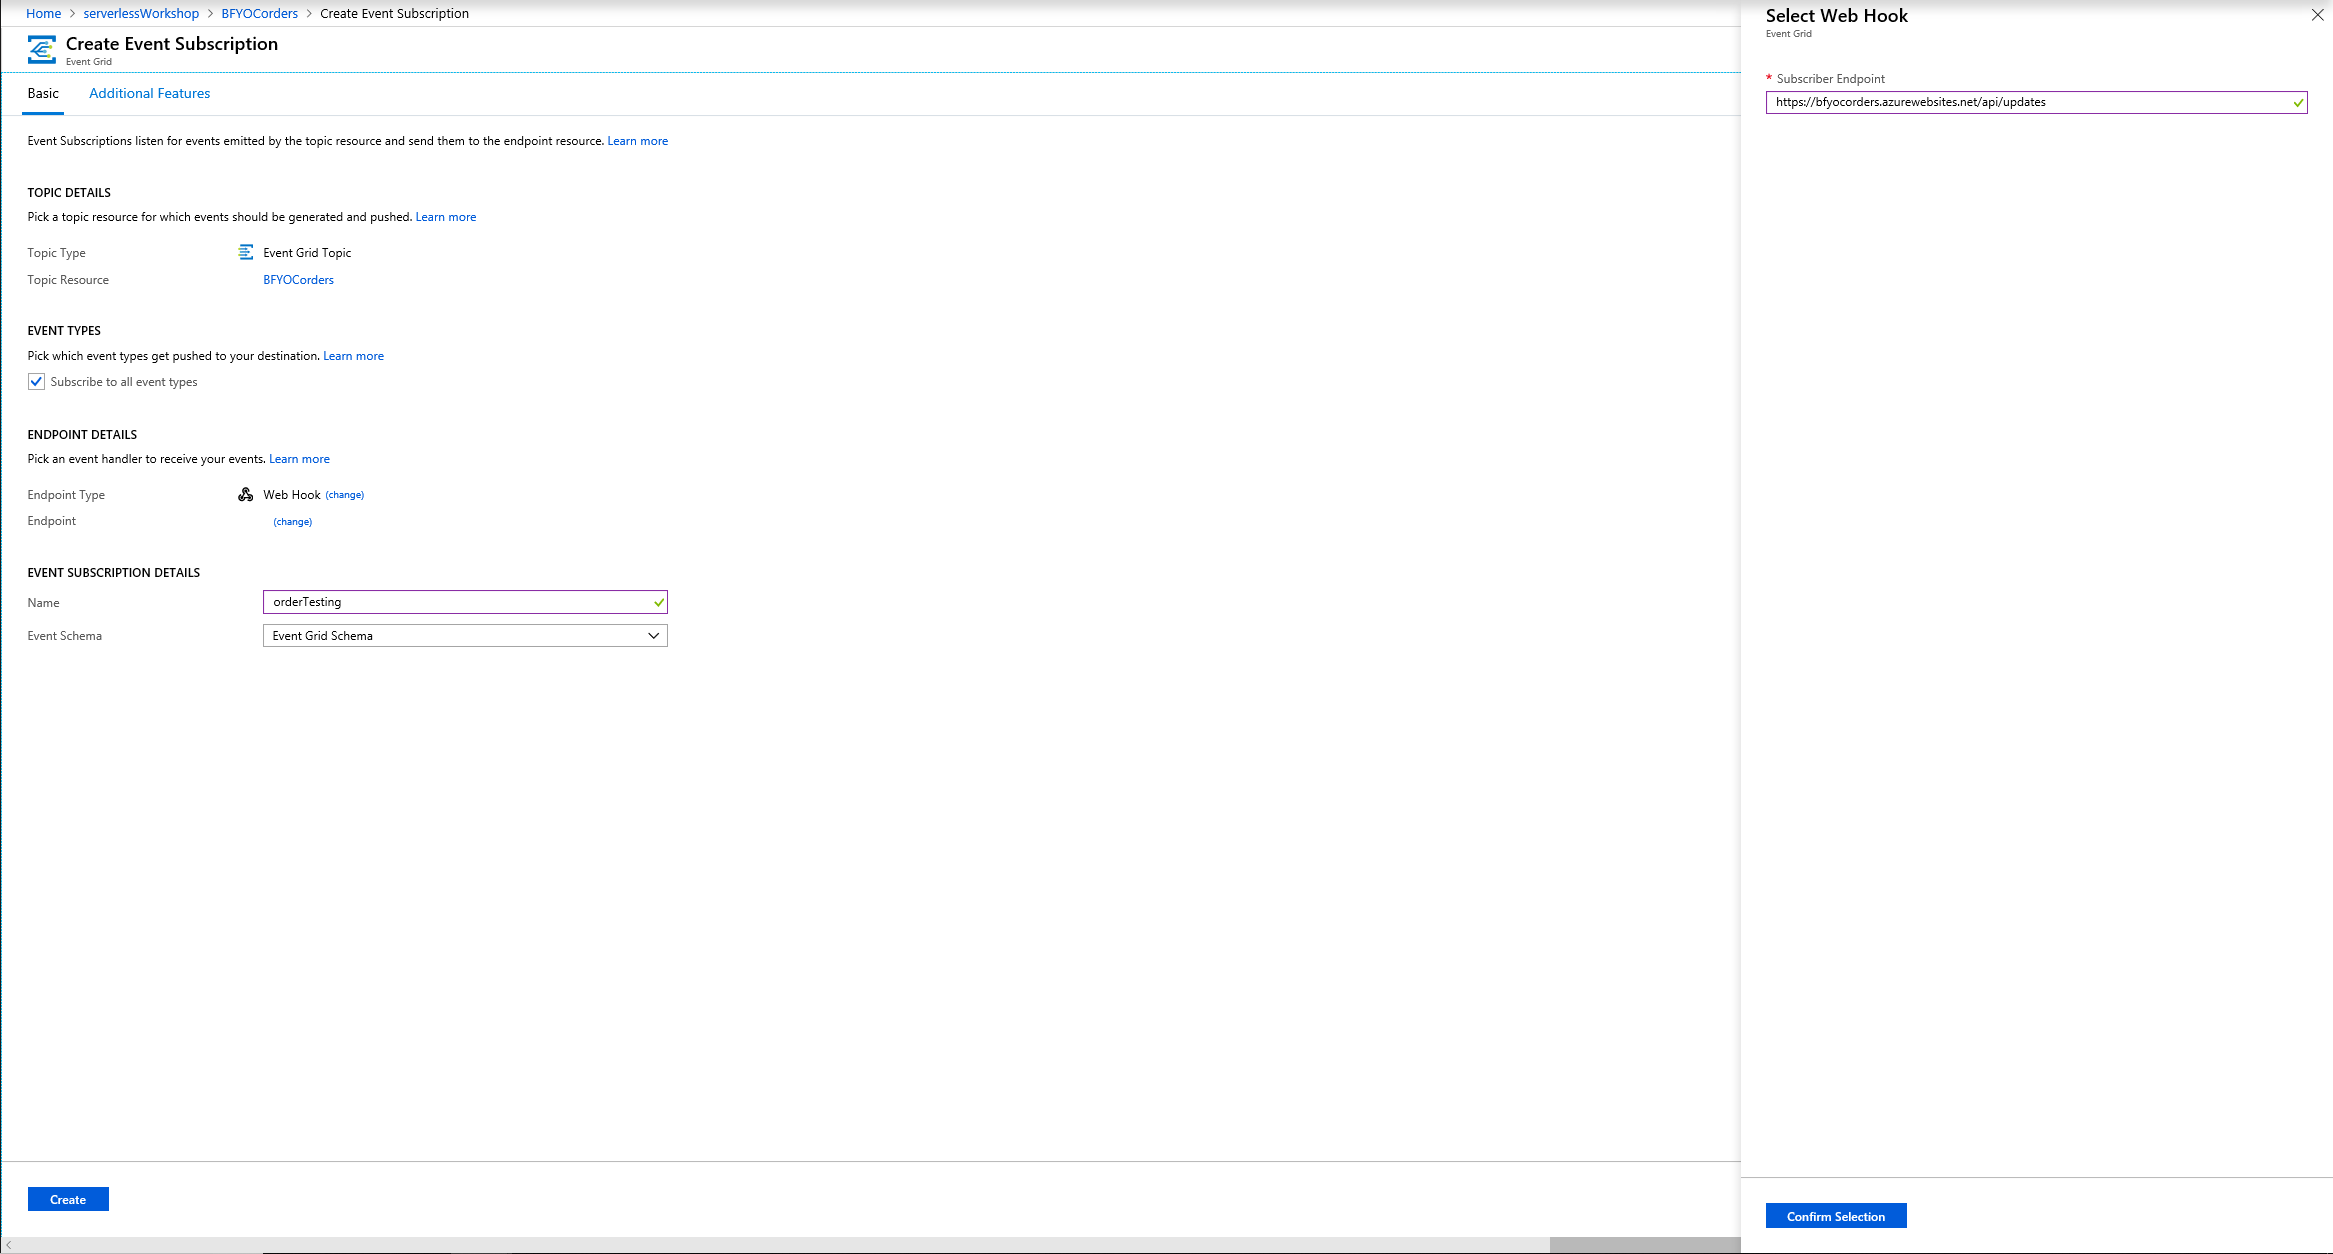 Home > serverlessWorkshop > BFYOCorders > Create Event Subscription
Create Event Subscription
Event Grid
Basic Additional Features
Event Subscriptions listen for events emitted by the topic resource and send them to the endpoint resource. Learn more
TOPIC DETAILS
Pick a topic resource for which events should be generated and pushed. Learn more
Topic Type Event Grid Topic
Topic Resource BFYOCorders
EVENT TYPES
Pick which event types get pushed to your destination. Learn more
Subscribe to all event types
ENDPOINT DETAILS
Pick an event handler to receive your events. Learn more
Endpoint Type Web Hook (change)
Endpoint (change)
EVENT SUBSCRIPTION DETAILS
Name orderTesting
Event Schema Event Grid Schema
Create
Select Web Hook
Event Grid
* Subscriber Endpoint
https://bfyocorders.azurewebsites.net/api/updates
Confirm Selection